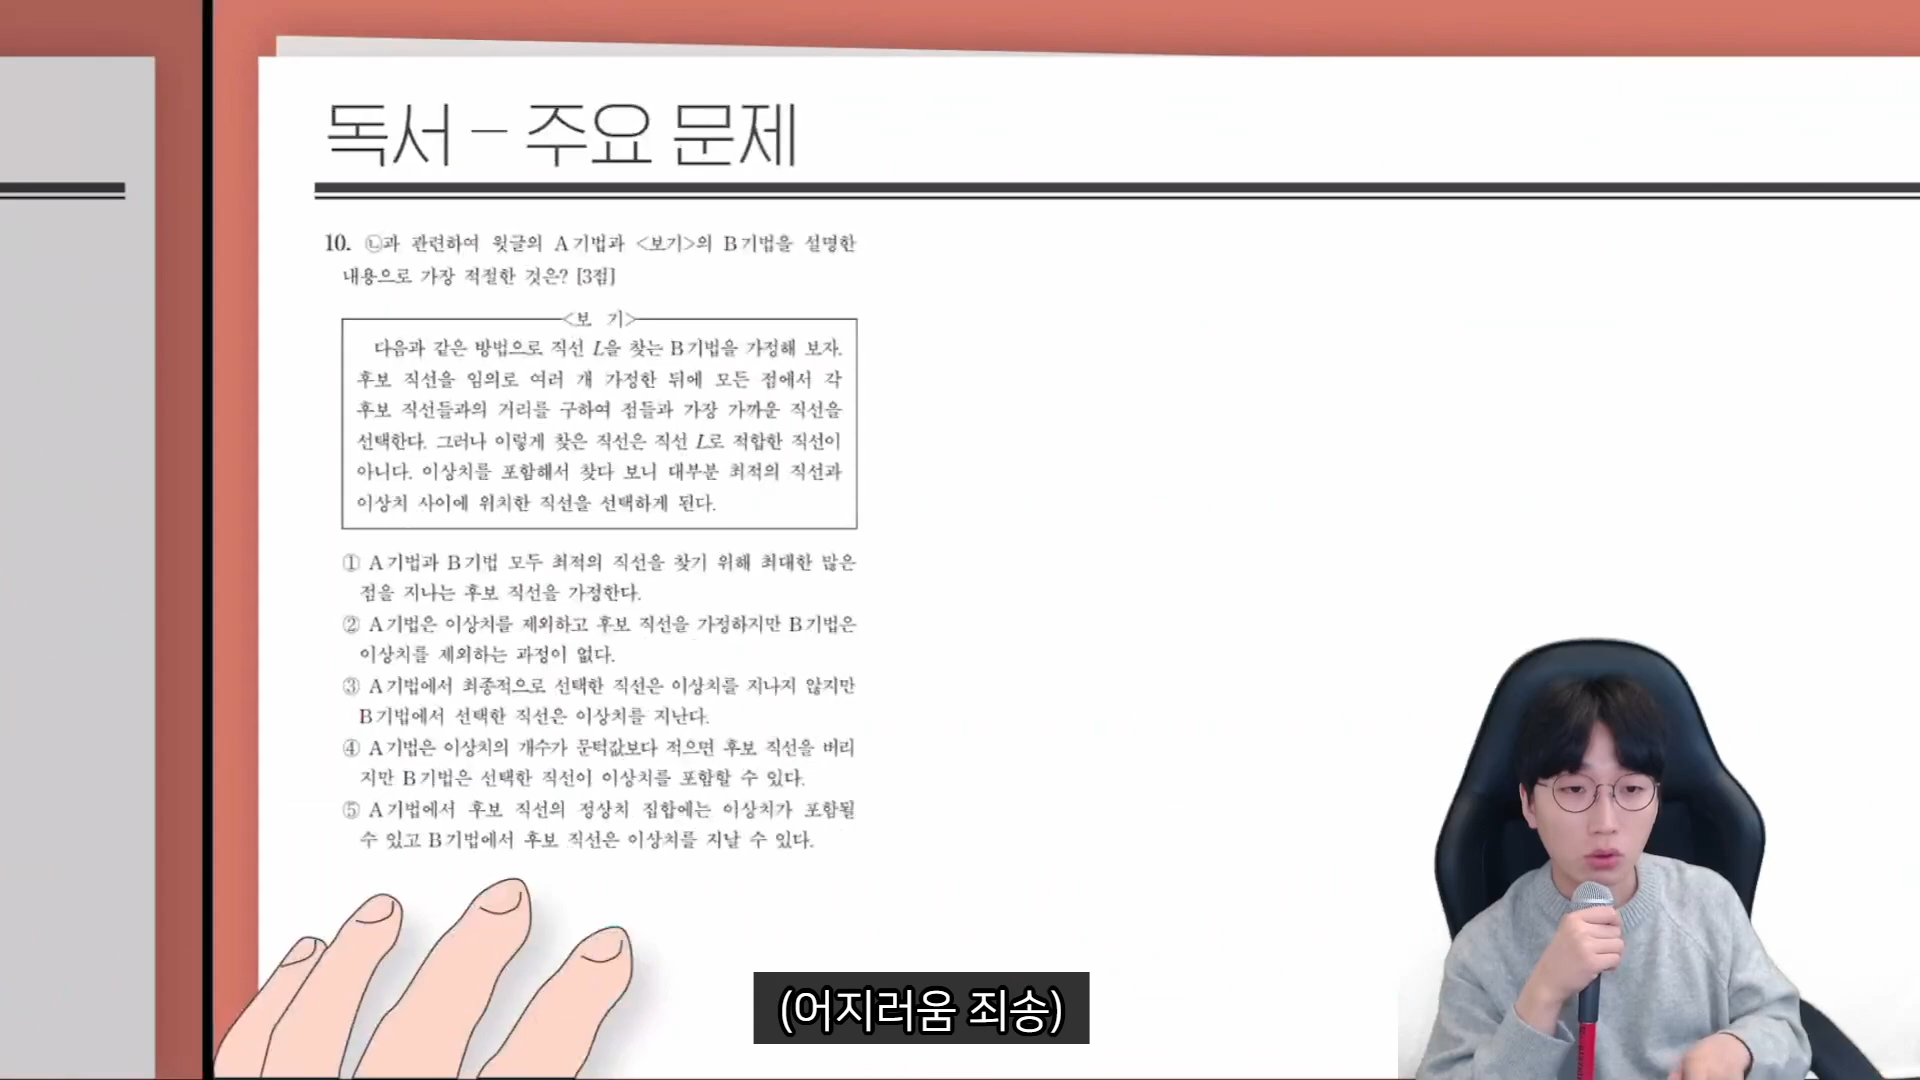 독서 – 주요 문제
10. ㉡과 관련하여 윗글의 A기법과 <보기>의 B기법을 설명한
내용으로 가장 적절한 것은? [3점]
<보 기>
다음과 같은 방법으로 직선 L을 찾는 B기법을 가정해 보자.
후보 직선을 임의로 여러 개 가정한 뒤에 모든 점에서 각
후보 직선들과의 거리를 구하여 점들과 가장 가까운 직선을
선택한다. 그러나 이렇게 찾은 직선은 직선 L로 적합한 직선이
아니다. 이상치를 포함해서 찾다 보니 대부분 최적의 직선과
이상치 사이에 위치한 직선을 선택하게 된다.
① A기법과 B기법 모두 최적의 직선을 찾기 위해 최대한 많은
점을 지나는 후보 직선을 가정한다.
② A기법은 이상치를 제외하고 후보 직선을 가정하지만 B기법은
이상치를 제외하는 과정이 없다.
③ A기법에서 최종적으로 선택한 직선은 이상치를 지나지 않지만
B기법에서 선택한 직선은 이상치를 지난다.
④ A기법은 이상치의 개수가 문턱값보다 적으면 후보 직선을 버리
지만 B기법은 선택한 직선이 이상치를 포함할 수 있다.
⑤ A기법에서 후보 직선의 정상치 집합에는 이상치가 포함될
수 있고 B기법에서 후보 직선은 이상치를 지날 수 있다.
(어지러움 죄송)